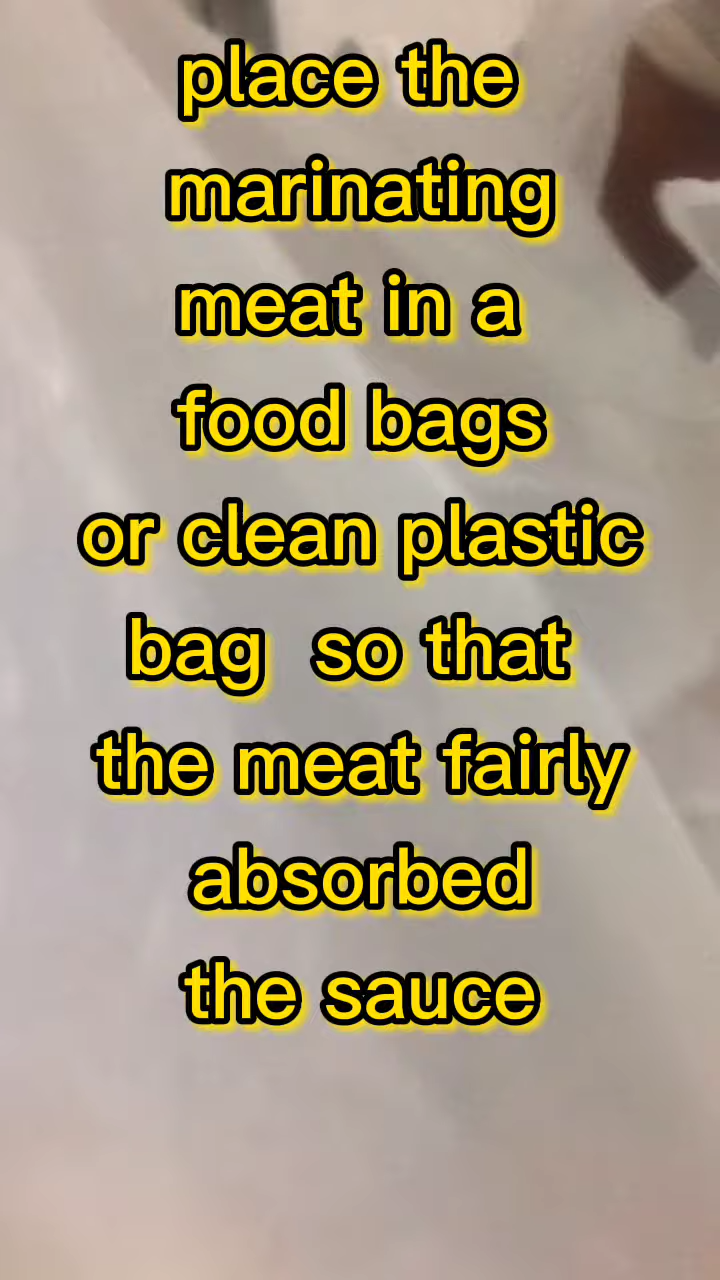 place the
marinating
meat in a
food bags
or clean plastic
bag  so that
the meat fairly
absorbed
the sauce